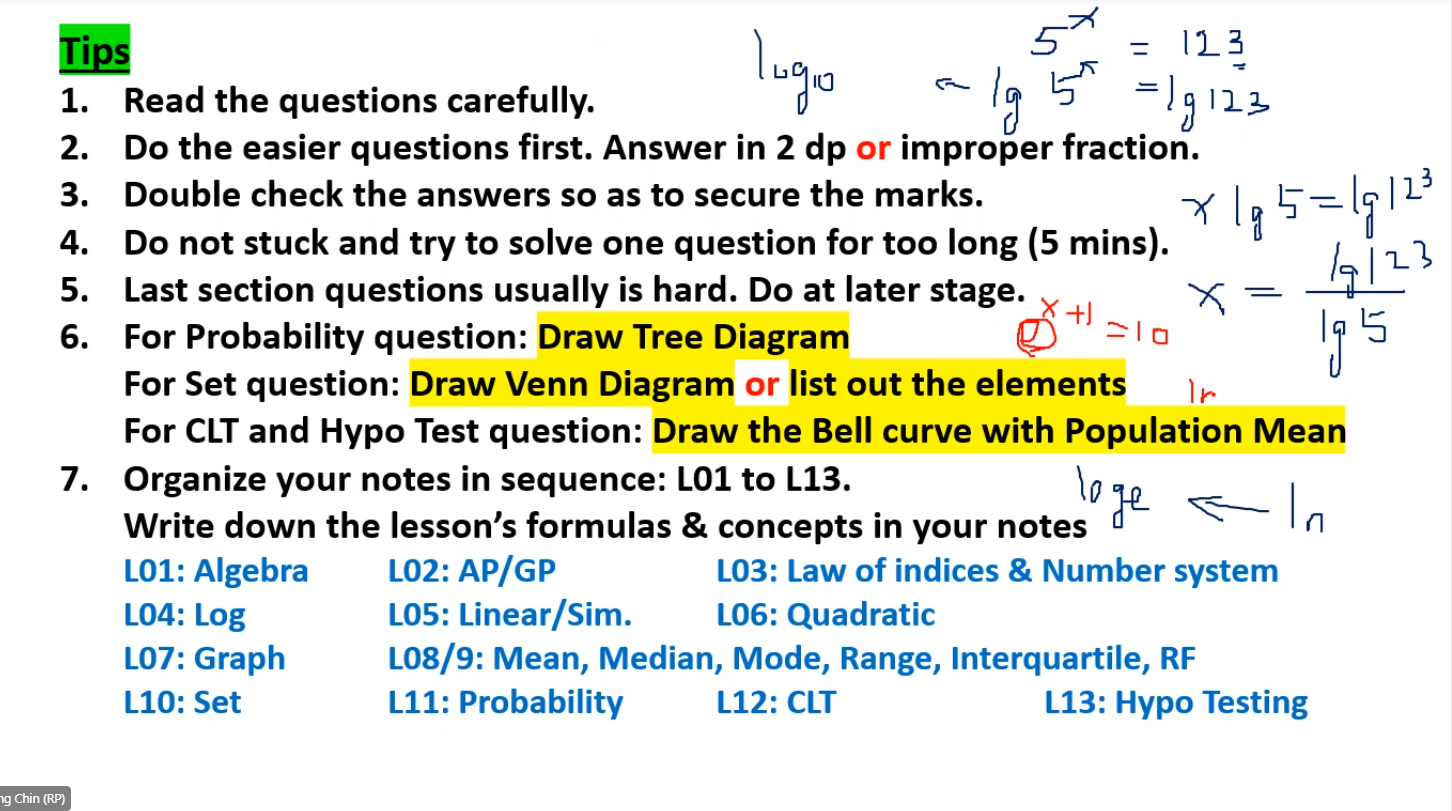 Tips
1. Read the questions carefully.
2. Do the easier questions first. Answer in 2 dp or improper fraction.
3. Double check the answers so as to secure the marks.
4. Do not stuck and try to solve one question for too long (5 mins).
5. Last section questions usually is hard. Do at later stage.
6. For Probability question: Draw Tree Diagram
For Set question: Draw Venn Diagram or list out the elements
For CLT and Hypo Test question: Draw the Bell curve with Population Mean
7. Organize your notes in sequence: L01 to L13.
Write down the lesson's formulas & concepts in your notes
L01: Algebra L02: AP/GP L03: Law of indices & Number system
L04: Log L05: Linear/Sim. L06: Quadratic
L07: Graph L08/9: Mean, Median, Mode, Range, Interquartile, RF
L10: Set L11: Probability L12: CLT L13: Hypo Testing
5^x = 123
log10 ← lg 5^x = lg 123
x lg 5 = lg 123
x = lg 123 / lg 5
e^x+1 = 10
ln
loge ← ln
ng Chin (RP)